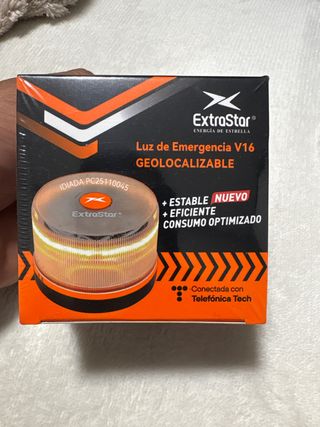 ExtraStar®
ENERGÍA DE ESTRELLA
Luz de Emergencia V16
GEOLOCALIZABLE
IDIADA PC25110045
ExtraStar®
+ ESTABLE NUEVO
+ EFICIENTE
CONSUMO OPTIMIZADO
Conectada con
Telefónica Tech